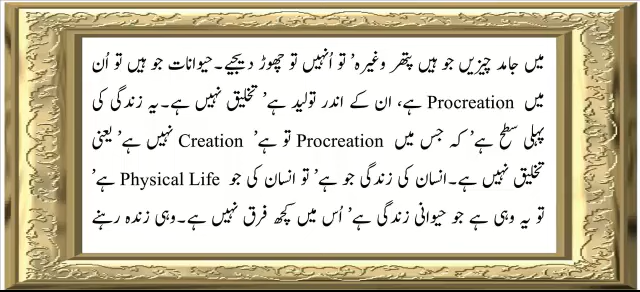 میں جامد چیزیں جو ہیں پتھر وغیرہ‘ تو اُنہیں تو چھوڑ دیجیے۔حیوانات جو ہیں تو اُن
میں Procreation ہے، ان کے اندر تولید ہے‘ تخلیق نہیں ہے۔یہ زندگی کی
پہلی سطح ہے‘ کہ جس میں Procreation تو ہے‘ Creation نہیں ہے‘ یعنی
تخلیق نہیں ہے۔انسان کی زندگی جو ہے‘ تو انسان کی جو Physical Life ہے‘
تو یہ وہی ہے جو حیوانی زندگی ہے‘ اُس میں کچھ فرق نہیں ہے۔وہی زندہ رہنے